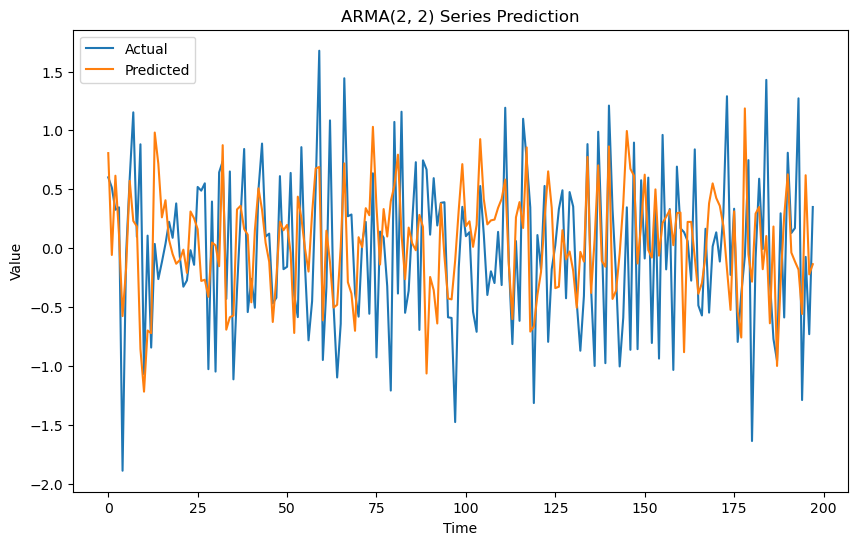 ARMA(2, 2) Series Prediction
Actual
Predicted
1.5
1.0
0.5
0.0
−0.5
−1.0
−1.5
−2.0
Value
0 25 50 75 100 125 150 175 200
Time